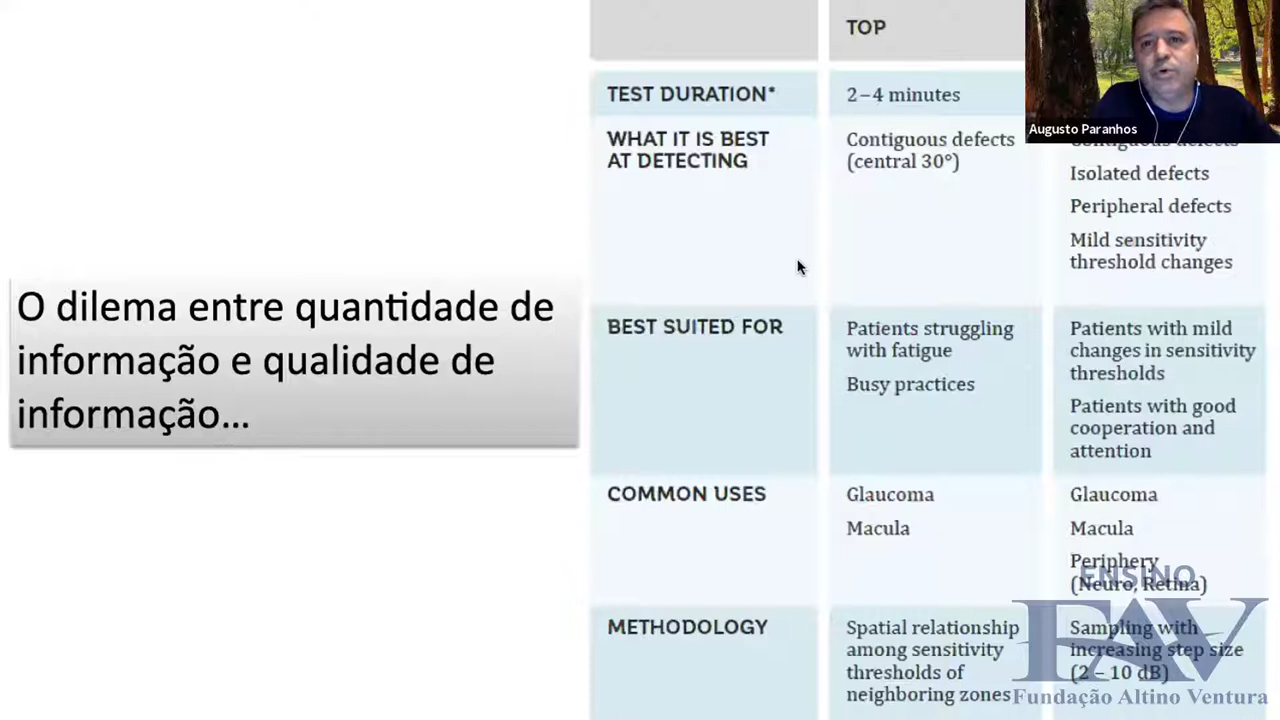 TOP
Augusto Paranhos
TEST DURATION*
2–4 minutes
WHAT IT IS BEST
AT DETECTING
Contiguous defects
(central 30°)
Contiguous defects
Isolated defects
Peripheral defects
Mild sensitivity
threshold changes
O dilema entre quantidade de
informação e qualidade de
informação...
BEST SUITED FOR
Patients struggling
with fatigue
Busy practices
Patients with mild
changes in sensitivity
thresholds
Patients with good
cooperation and
attention
COMMON USES
Glaucoma
Macula
Glaucoma
Macula
Periphery
(Neuro, Retina)
METHODOLOGY
Spatial relationship
among sensitivity
thresholds of
neighboring zones
Sampling with
increasing step size
(2 – 10 dB)
ENSINO
FAV
Fundação Altino Ventura